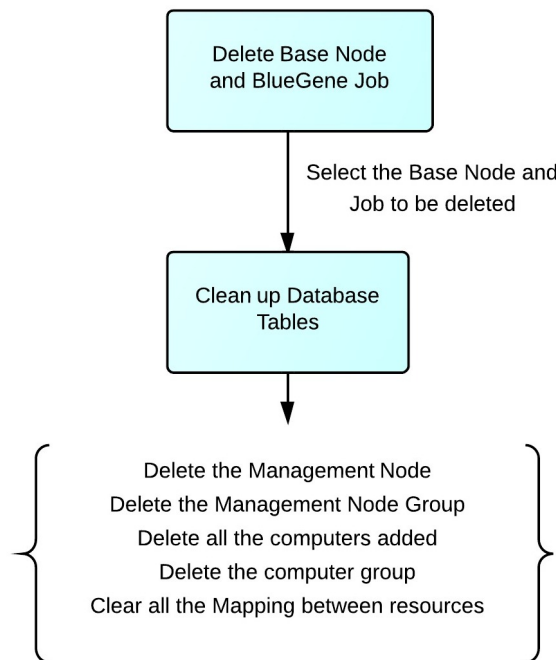 Delete Base Node
and BlueGene Job
Select the Base Node and
Job to be deleted
Clean up Database
Tables
Delete the Management Node
Delete the Management Node Group
Delete all the computers added
Delete the computer group
Clear all the Mapping between resources